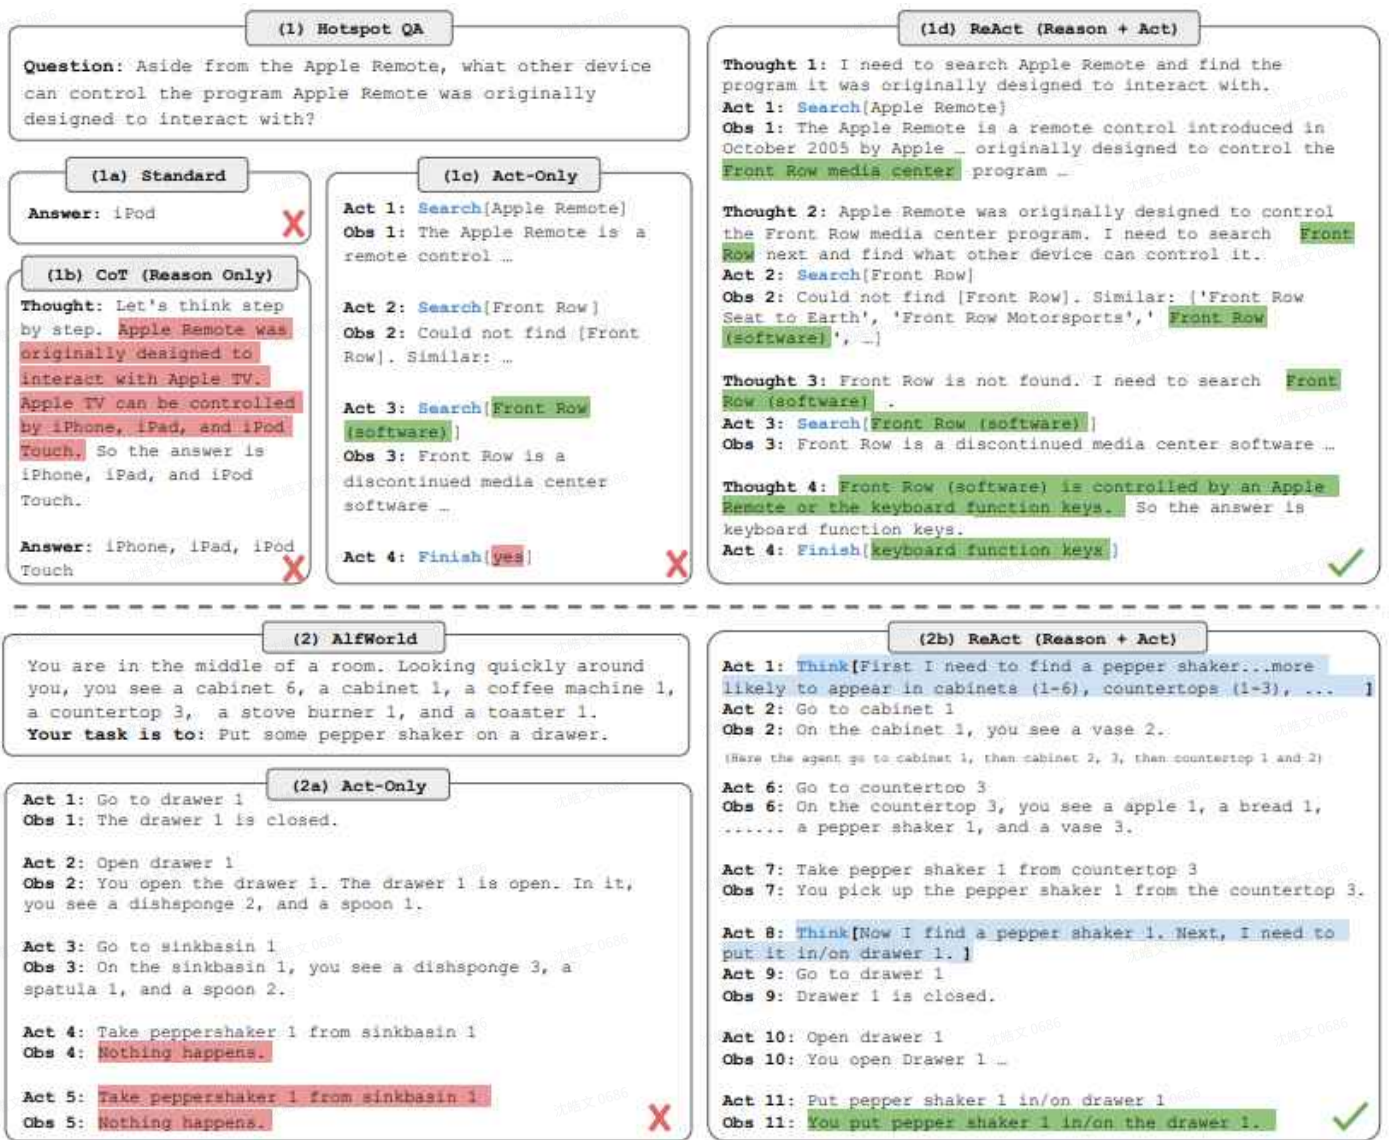 (1) Hotspot QA
Question: Aside from the Apple Remote, what other device
can control the program Apple Remote was originally
designed to interact with?
(1a) Standard
Answer: iPod
(1b) CoT (Reason Only)
Thought: Let's think step
by step. Apple Remote was
originally designed to
interact with Apple TV.
Apple TV can be controlled
by iPhone, iPad, and iPod
Touch. So the answer is
iPhone, iPad, and iPod
Touch.
Answer: iPhone, iPad, iPod
Touch
(1c) Act-Only
Act 1: Search[Apple Remote]
Obs 1: The Apple Remote is a
remote control …
Act 2: Search[Front Row]
Obs 2: Could not find [Front
Row]. Similar: …
Act 3: Search[Front Row
(software)]
Obs 3: Front Row is a
discontinued media center
software …
Act 4: Finish[yes]
(1d) ReAct (Reason + Act)
Thought 1: I need to search Apple Remote and find the
program it was originally designed to interact with.
Act 1: Search[Apple Remote]
Obs 1: The Apple Remote is a remote control introduced in
October 2005 by Apple … originally designed to control the
Front Row media center program …
Thought 2: Apple Remote was originally designed to control
the Front Row media center program. I need to search Front
Row next and find what other device can control it.
Act 2: Search[Front Row]
Obs 2: Could not find [Front Row]. Similar: ['Front Row
Seat to Earth', 'Front Row Motorsports',' Front Row
(software)', …]
Thought 3: Front Row is not found. I need to search Front
Row (software) .
Act 3: Search[Front Row (software)]
Obs 3: Front Row is a discontinued media center software …
Thought 4: Front Row (software) is controlled by an Apple
Remote or the keyboard function keys. So the answer is
keyboard function keys.
Act 4: Finish[keyboard function keys]
(2) AlfWorld
You are in the middle of a room. Looking quickly around
you, you see a cabinet 6, a cabinet 1, a coffee machine 1,
a countertop 3, a stove burner 1, and a toaster 1.
Your task is to: Put some pepper shaker on a drawer.
(2a) Act-Only
Act 1: Go to drawer 1
Obs 1: The drawer 1 is closed.
Act 2: Open drawer 1
Obs 2: You open the drawer 1. The drawer 1 is open. In it,
you see a dishsponge 2, and a spoon 1.
Act 3: Go to sinkbasin 1
Obs 3: On the sinkbasin 1, you see a dishsponge 3, a
spatula 1, and a spoon 2.
Act 4: Take peppershaker 1 from sinkbasin 1
Obs 4: Nothing happens.
Act 5: Take peppershaker 1 from sinkbasin 1
Obs 5: Nothing happens.
(2b) ReAct (Reason + Act)
Act 1: Think[First I need to find a pepper shaker...more
likely to appear in cabinets (1-6), countertops (1-3), ... ]
Act 2: Go to cabinet 1
Obs 2: On the cabinet 1, you see a vase 2.
(Here the agent go to cabinet 1, then cabinet 2, 3, then countertop 1 and 2)
Act 6: Go to countertop 3
Obs 6: On the countertop 3, you see a apple 1, a bread 1,
...... a pepper shaker 1, and a vase 3.
Act 7: Take pepper shaker 1 from countertop 3
Obs 7: You pick up the pepper shaker 1 from the countertop 3.
Act 8: Think[Now I find a pepper shaker 1. Next, I need to
put it in/on drawer 1. ]
Act 9: Go to drawer 1
Obs 9: Drawer 1 is closed.
Act 10: Open drawer 1
Obs 10: You open Drawer 1 …
Act 11: Put pepper shaker 1 in/on drawer 1
Obs 11: You put pepper shaker 1 in/on the drawer 1.